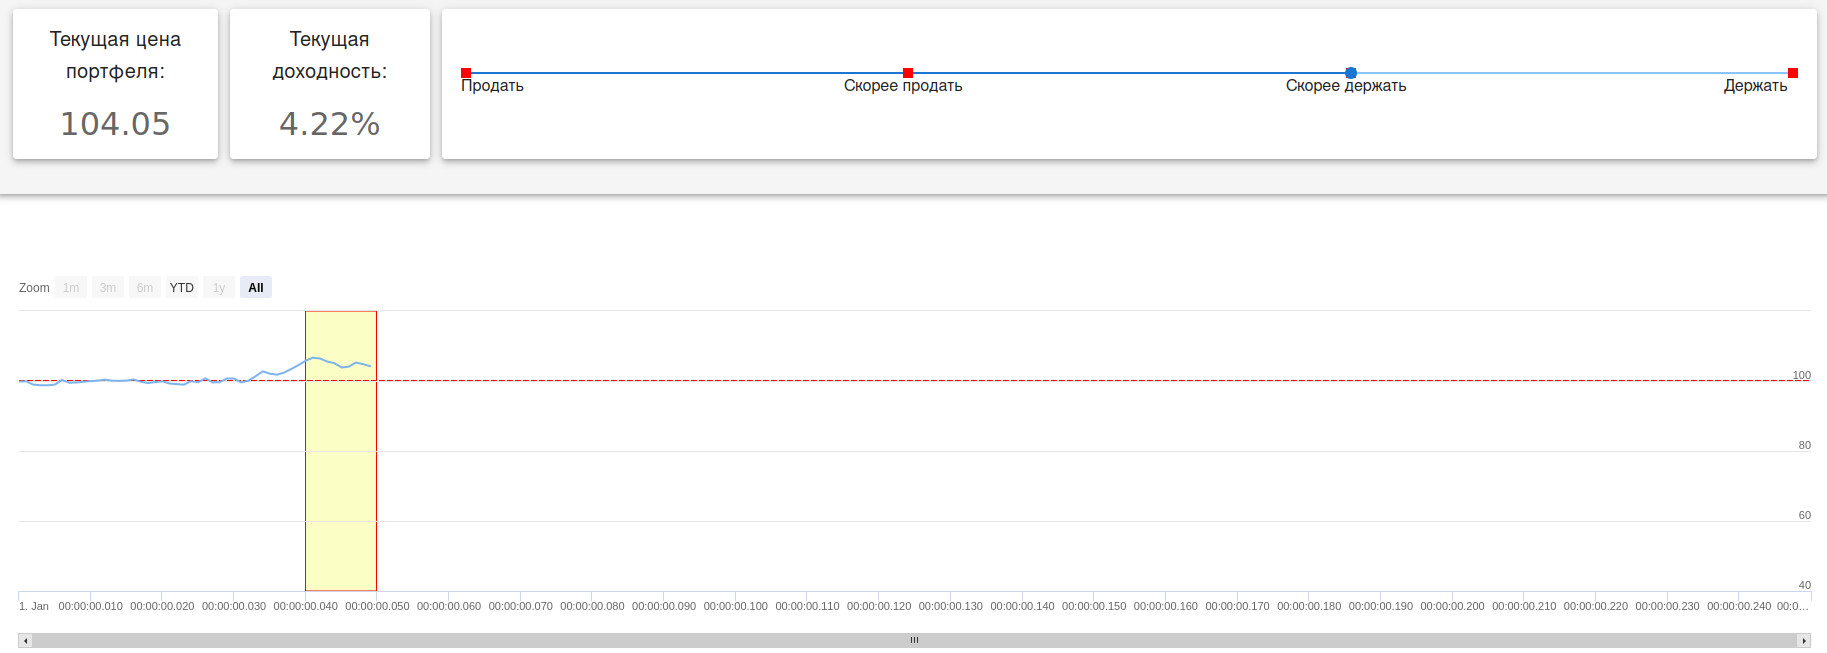 Текущая цена
портфеля:
104.05
Текущая
доходность:
4.22%
Продать Скорее продать Скорее держать Держать
Zoom 1m 3m 6m YTD 1y All
100
80
60
40
1. Jan 00:00:00.010 00:00:00.020 00:00:00.030 00:00:00.040 00:00:00.050 00:00:00.060 00:00:00.070 00:00:00.080 00:00:00.090 00:00:00.100 00:00:00.110 00:00:00.120 00:00:00.130 00:00:00.140 00:00:00.150 00:00:00.160 00:00:00.170 00:00:00.180 00:00:00.190 00:00:00.200 00:00:00.210 00:00:00.220 00:00:00.230 00:00:00.240 00:0…